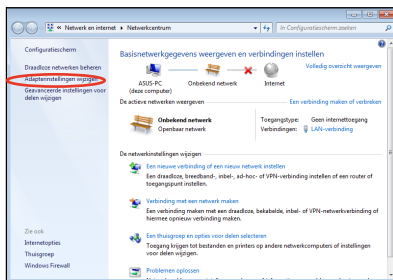 « Netwerk en internet ▸ Netwerkcentrum
In Configuratiescherm zoeken
Configuratiescherm
Draadloze netwerken beheren
Adapterinstellingen wijzigen
Geavanceerde instellingen voor
delen wijzigen
Zie ook
Internetopties
Thuisgroep
Windows Firewall
Basisnetwerkgegevens weergeven en verbindingen instellen
Volledig overzicht weergeven
ASUS-PC
(deze computer)
Onbekend netwerk
Internet
De actieve netwerken weergeven
Een verbinding maken of verbreken
Onbekend netwerk
Openbaar netwerk
Toegangstype: Geen internettoegang
Verbindingen: LAN-verbinding
De netwerkinstellingen wijzigen
Een nieuwe verbinding of een nieuw netwerk instellen
Een draadloze, breedband-, inbel-, ad-hoc- of VPN-verbinding instellen of een router of
toegangspunt instellen.
Verbinding met een netwerk maken
Een verbinding maken met een draadloze, bekabelde, inbel- of VPN-netwerkverbinding of
hiermee opnieuw verbinding maken.
Een thuisgroep en opties voor delen selecteren
Toegang krijgen tot bestanden en printers op andere netwerkcomputers of instellingen
voor delen wijzigen.
Problemen oplossen